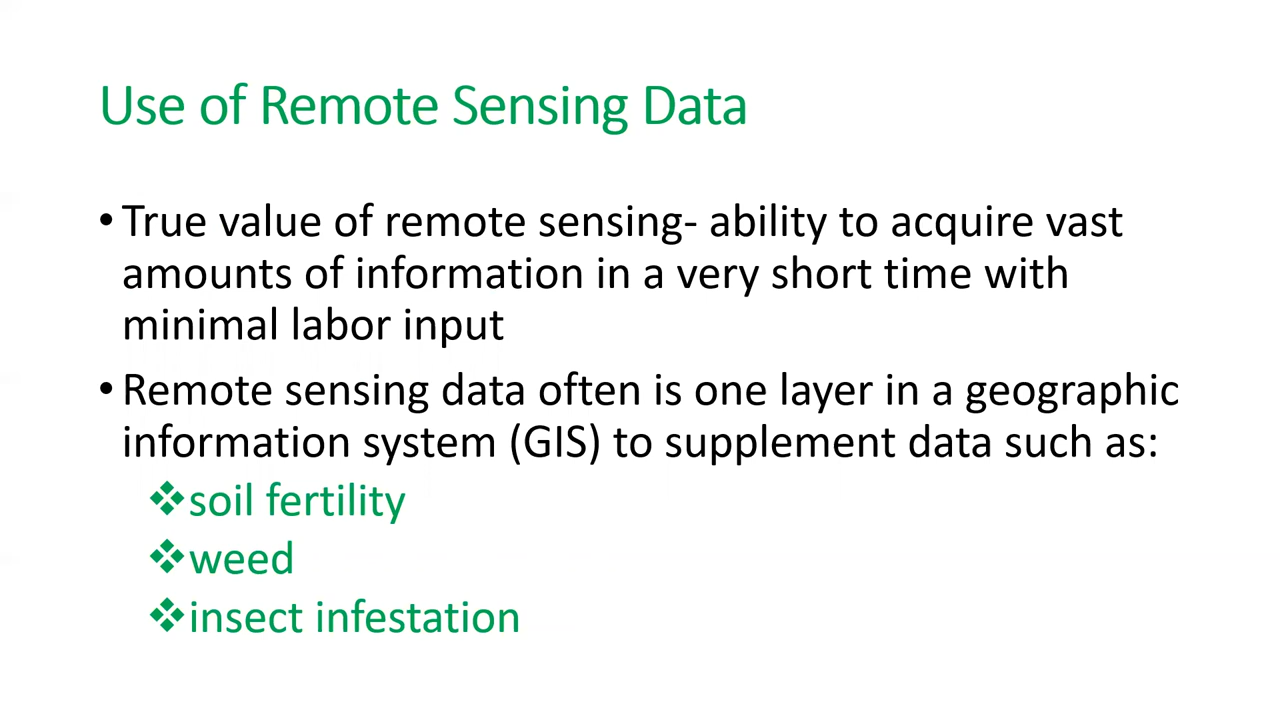 Use of Remote Sensing Data
•True value of remote sensing- ability to acquire vast
amounts of information in a very short time with
minimal labor input
•Remote sensing data often is one layer in a geographic
information system (GIS) to supplement data such as:
❖soil fertility
❖weed
❖insect infestation